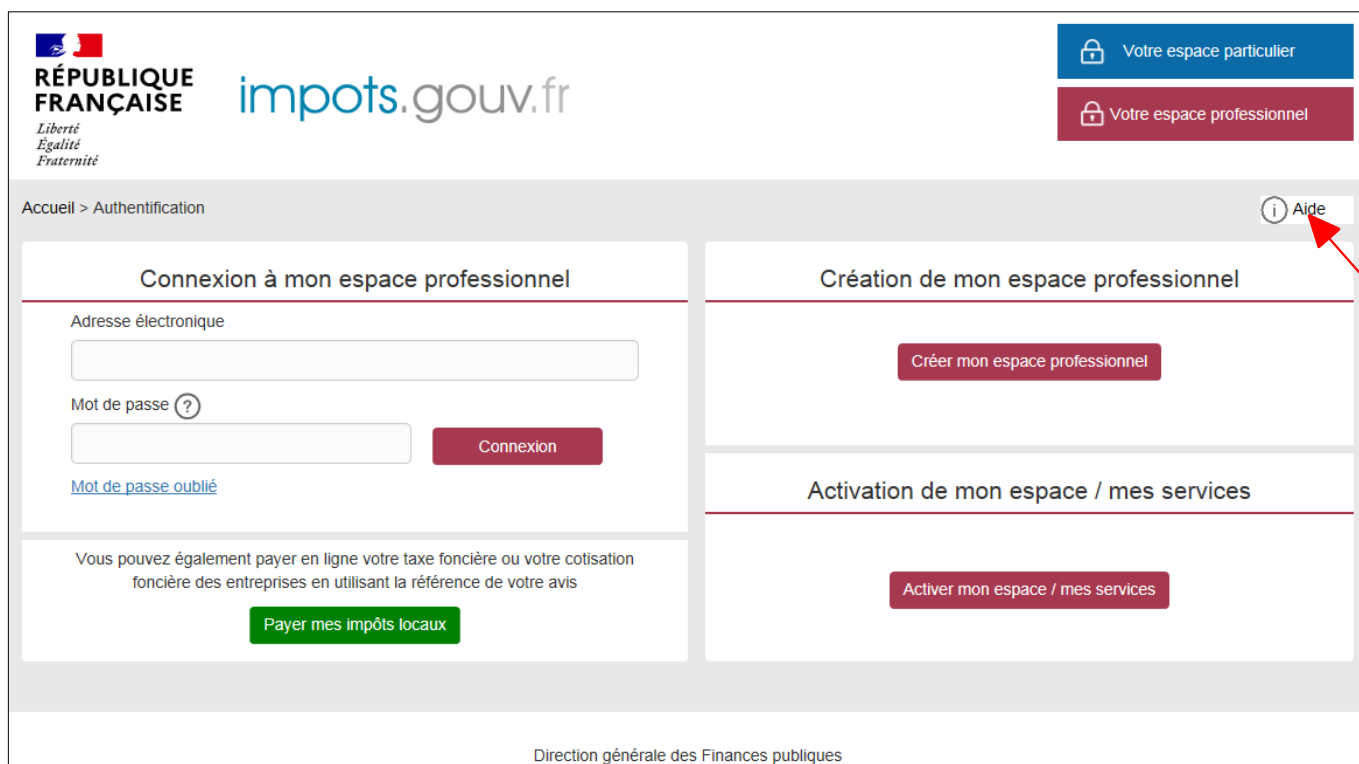 RÉPUBLIQUE
FRANÇAISE
Liberté
Égalité
Fraternité
impots.gouv.fr
Votre espace particulier
Votre espace professionnel
Accueil > Authentification
i Aide
Connexion à mon espace professionnel
Adresse électronique
Mot de passe ?
Connexion
Mot de passe oublié
Vous pouvez également payer en ligne votre taxe foncière ou votre cotisation
foncière des entreprises en utilisant la référence de votre avis
Payer mes impôts locaux
Création de mon espace professionnel
Créer mon espace professionnel
Activation de mon espace / mes services
Activer mon espace / mes services
Direction générale des Finances publiques